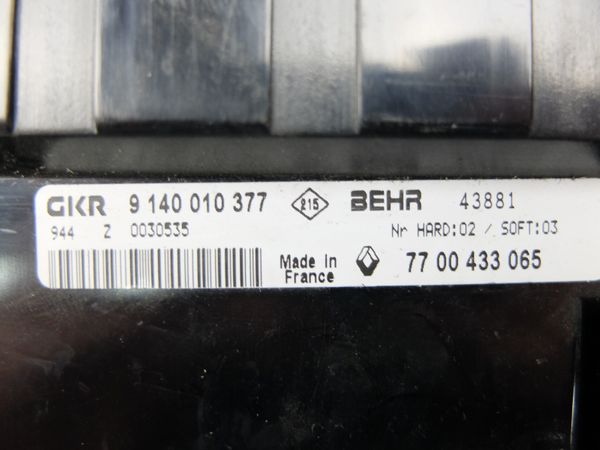 GKR 9 140 010 377 215 BEHR 43881
944 Z 0030535 Nr HARD:02 / SOFT:03
Made In
France 77 00 433 065